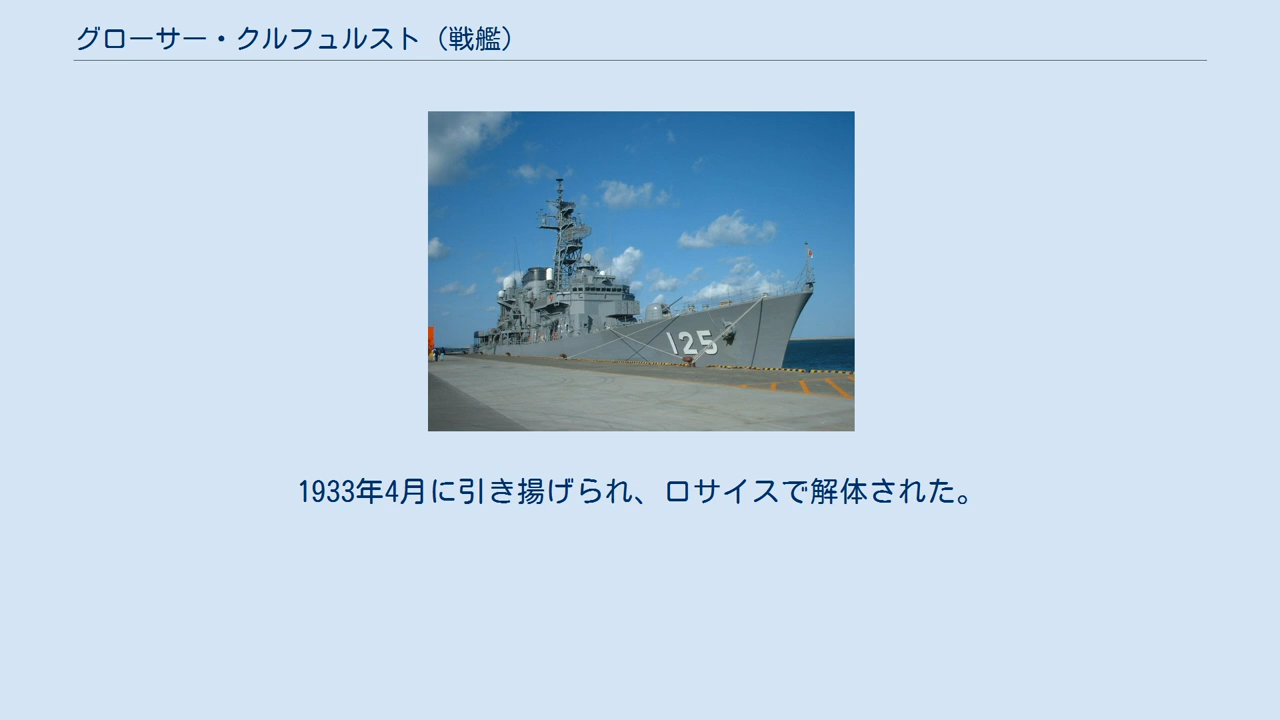 グローサー・クルフュルスト（戦艦）
125
1933年4月に引き揚げられ、ロサイスで解体された。